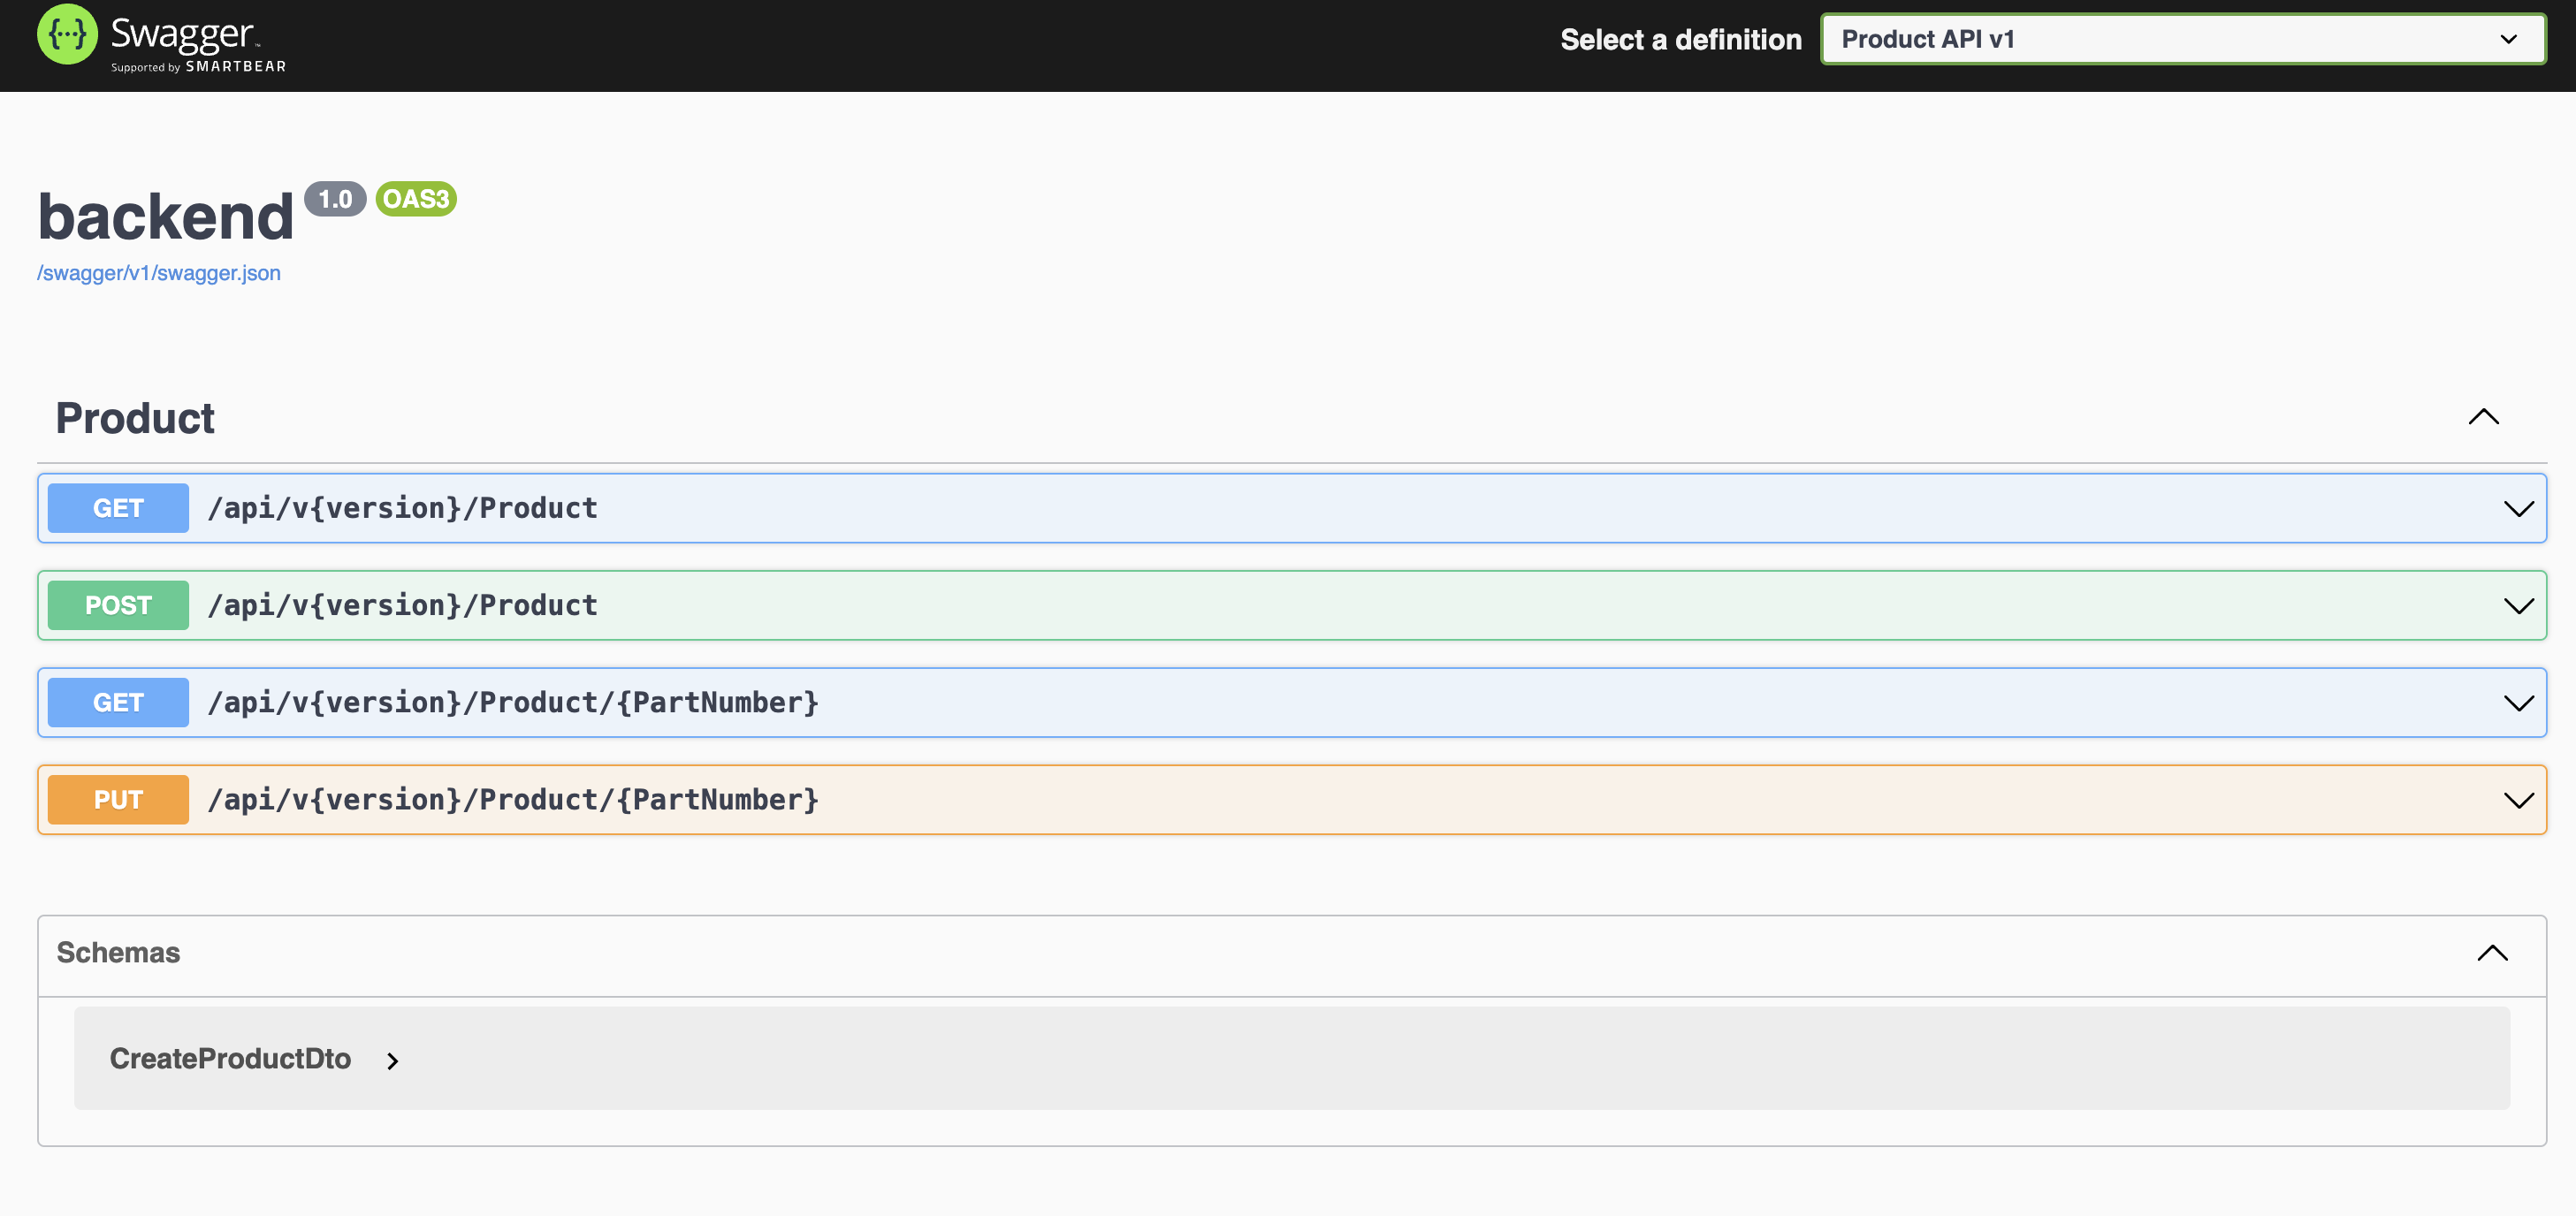 {...} Swagger™
Supported by SMARTBEAR
Select a definition
Product API v1
backend 1.0 OAS3
/swagger/v1/swagger.json
Product
GET /api/v{version}/Product
POST /api/v{version}/Product
GET /api/v{version}/Product/{PartNumber}
PUT /api/v{version}/Product/{PartNumber}
Schemas
CreateProductDto